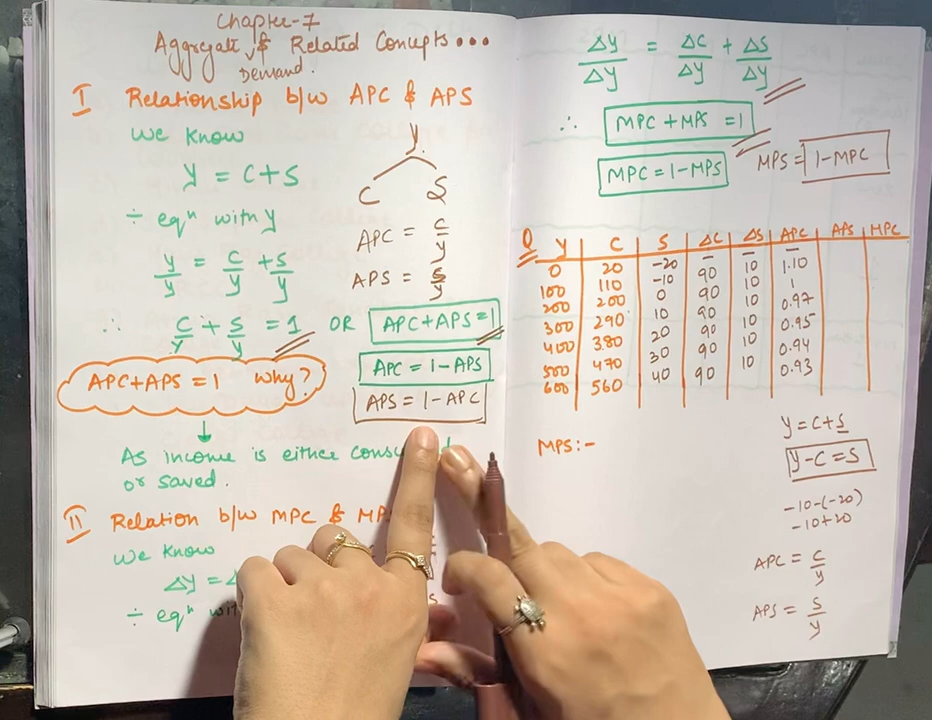 Chapter-7
Aggregate & Related Concepts...
Demand.
I Relationship b/w APC & APS
We know
y = C+S
÷ eqⁿ with y
y/y = C/y + S/y
∴ C/y + S/y = 1 OR APC+APS=1
APC = 1-APS
APS = 1-APC
y
C S
APC = C/y
APS = S/y
APC+APS = 1 why?
As income is either
or saved.
II Relation b/w MPC &
We know
Δy =
÷ eqⁿ
Δy/Δy = ΔC/Δy + ΔS/Δy
∴ MPC + MPS = 1
MPC = 1-MPS
MPS = 1-MPC
Q Y C S ΔC ΔS APC APS MPC
0 20 -20 - - -
100 110 -10 90 10 1.10
200 200 0 90 10 1
300 290 10 90 10 0.97
400 380 20 90 10 0.95
500 470 30 90 10 0.94
600 560 40 90 10 0.93
MPS:-
y = C+S
y-C = S
-10-(-20)
-10+20
APC = C/y
APS = S/y